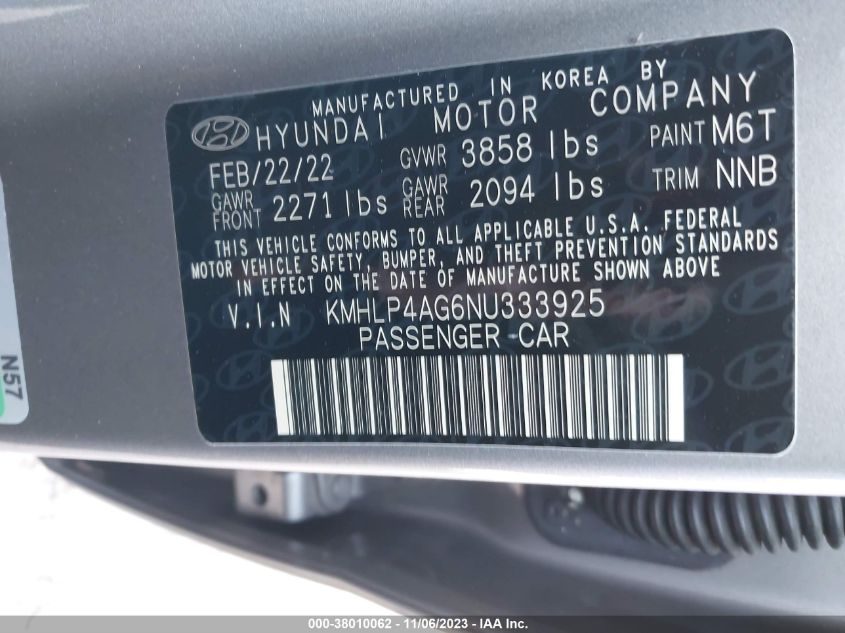 MANUFACTURED IN KOREA BY
HYUNDAI MOTOR COMPANY
FEB/22/22 GVWR 3858 lbs PAINT M6T
GAWR FRONT 2271 lbs GAWR REAR 2094 lbs TRIM NNB
THIS VEHICLE CONFORMS TO ALL APPLICABLE U.S.A. FEDERAL
MOTOR VEHICLE SAFETY, BUMPER, AND THEFT PREVENTION STANDARDS
IN EFFECT ON THE DATE OF MANUFACTURE SHOWN ABOVE
V.I.N KMHLP4AG6NU333925
PASSENGER CAR
N57
000-38010062 - 11/06/2023 - Copyright IAA, Inc.